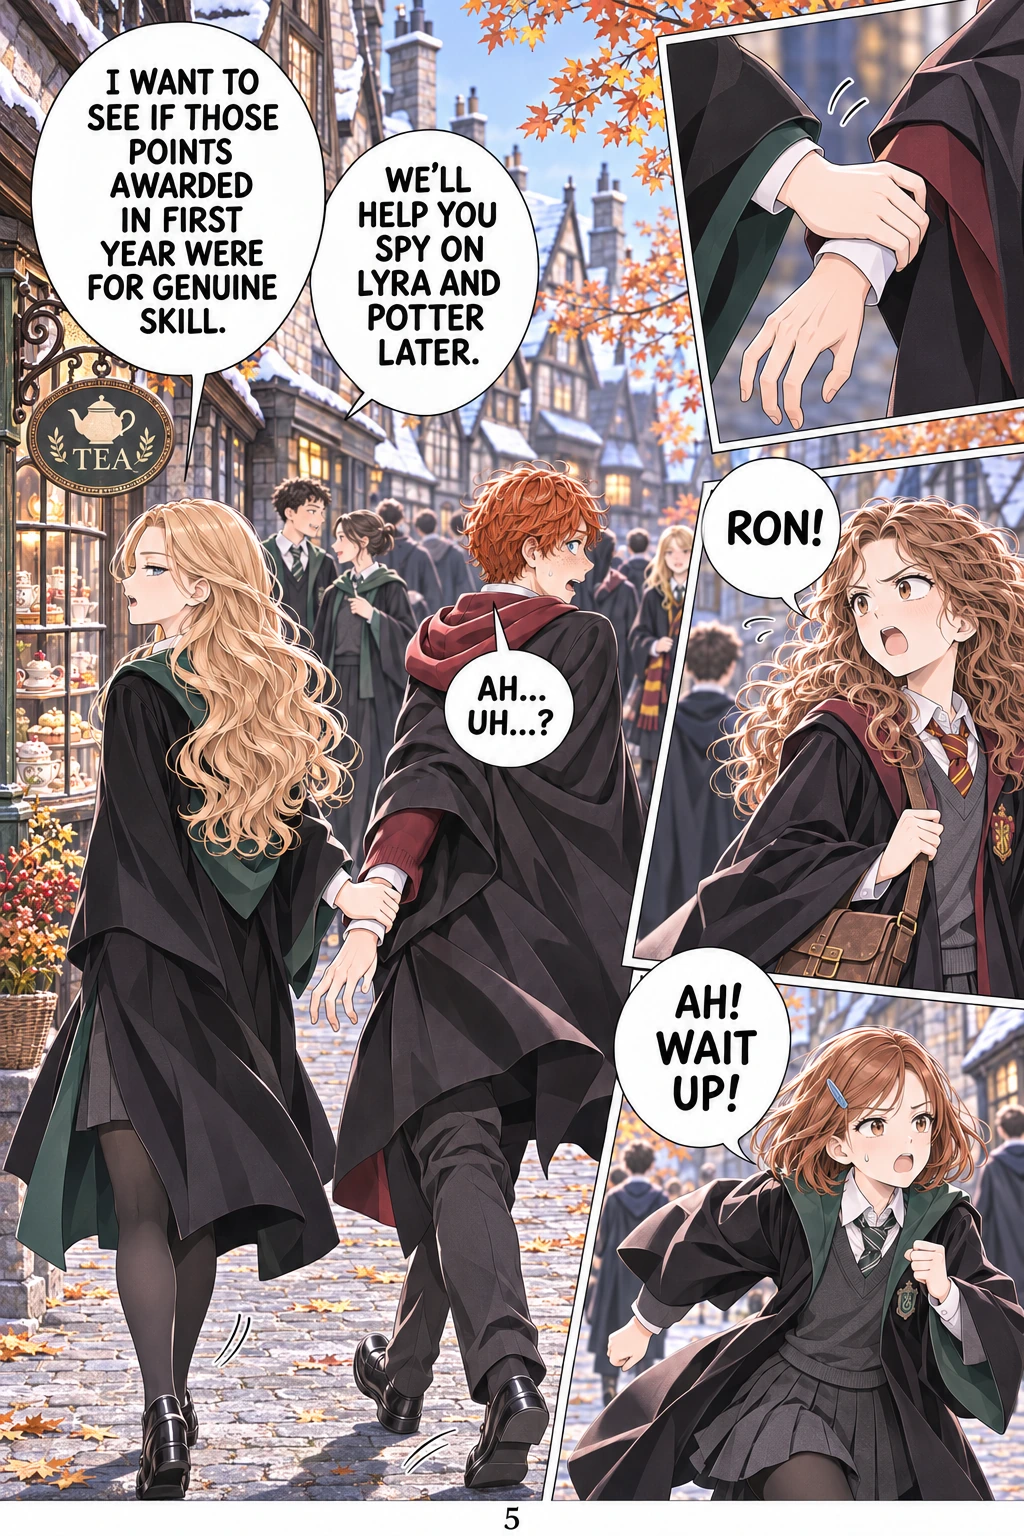 I WANT TO
SEE IF THOSE
POINTS
AWARDED
IN FIRST
YEAR WERE
FOR GENUINE
SKILL.
WE'LL
HELP YOU
SPY ON
LYRA AND
POTTER
LATER.
TEA
AH...
UH...?
RON!
AH!
WAIT
UP!
5